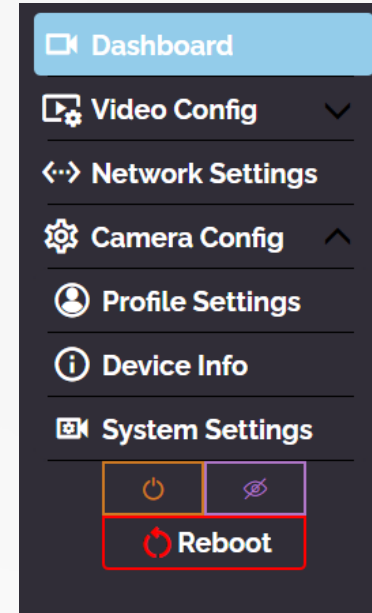 Dashboard
Video Config
Network Settings
Camera Config
Profile Settings
Device Info
System Settings
Reboot